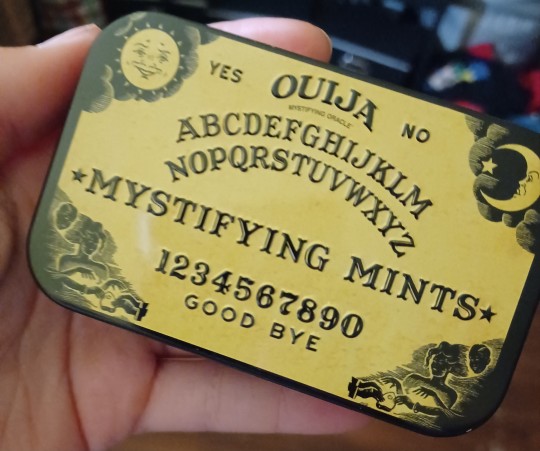 YES OUIJA NO
MYSTIFYING ORACLE
ABCDEFGHIJKLM
NOPQRSTUVWXYZ
★MYSTIFYING MINTS★
1234567890
GOOD BYE